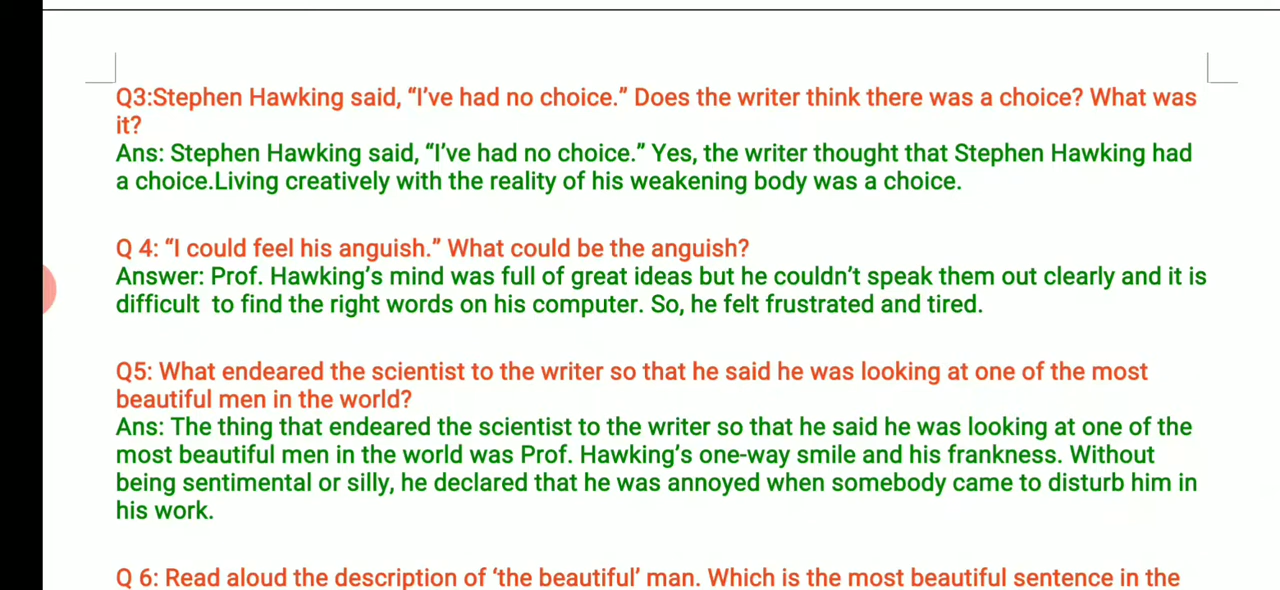 Q3:Stephen Hawking said, “I’ve had no choice.” Does the writer think there was a choice? What was
it?
Ans: Stephen Hawking said, “I’ve had no choice.” Yes, the writer thought that Stephen Hawking had
a choice.Living creatively with the reality of his weakening body was a choice.
Q 4: “I could feel his anguish.” What could be the anguish?
Answer: Prof. Hawking’s mind was full of great ideas but he couldn’t speak them out clearly and it is
difficult  to find the right words on his computer. So, he felt frustrated and tired.
Q5: What endeared the scientist to the writer so that he said he was looking at one of the most
beautiful men in the world?
Ans: The thing that endeared the scientist to the writer so that he said he was looking at one of the
most beautiful men in the world was Prof. Hawking’s one-way smile and his frankness. Without
being sentimental or silly, he declared that he was annoyed when somebody came to disturb him in
his work.
Q 6: Read aloud the description of ‘the beautiful’ man. Which is the most beautiful sentence in the